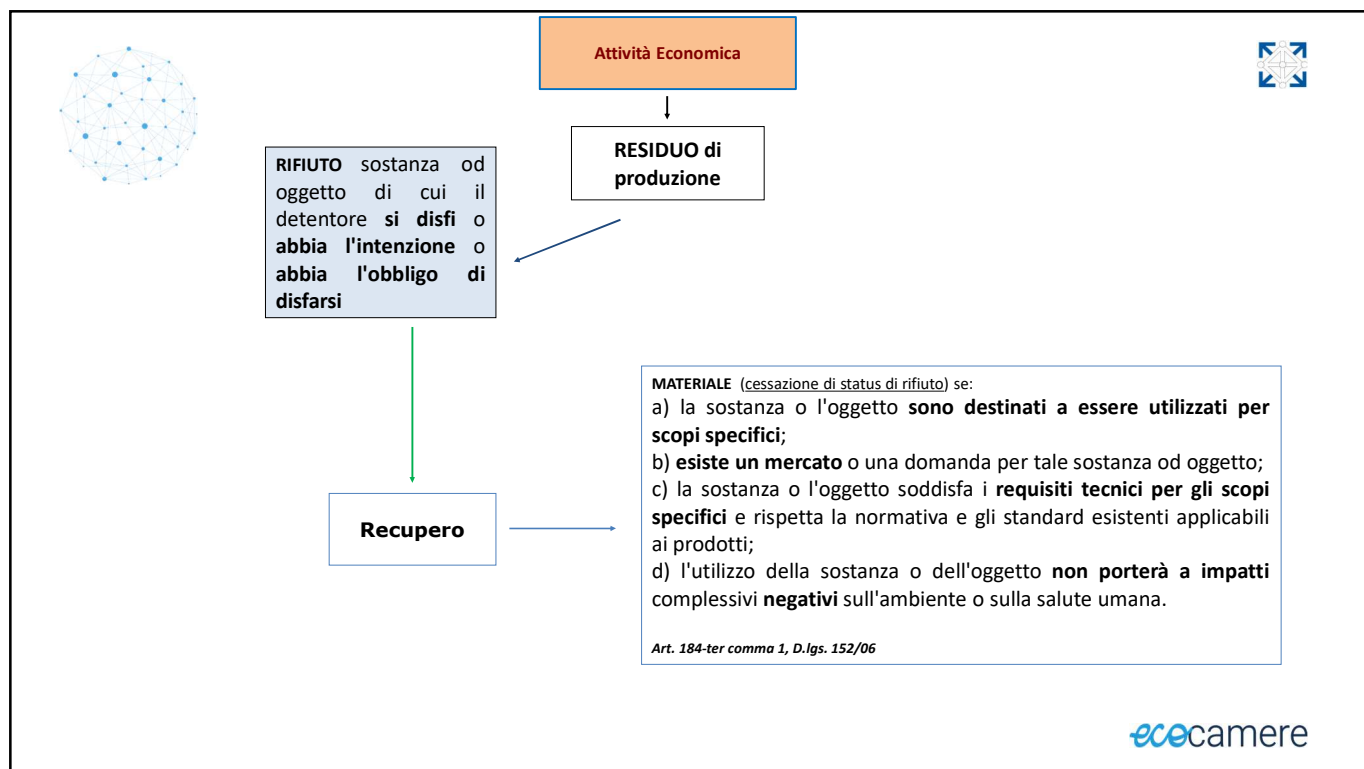 Attività Economica
RESIDUO di
produzione
RIFIUTO sostanza od
oggetto di cui il
detentore si disfi o
abbia l'intenzione o
abbia l'obbligo di
disfarsi
MATERIALE (cessazione di status di rifiuto) se:
a) la sostanza o l'oggetto sono destinati a essere utilizzati per
scopi specifici;
b) esiste un mercato o una domanda per tale sostanza od oggetto;
c) la sostanza o l'oggetto soddisfa i requisiti tecnici per gli scopi
specifici e rispetta la normativa e gli standard esistenti applicabili
ai prodotti;
d) l'utilizzo della sostanza o dell'oggetto non porterà a impatti
complessivi negativi sull'ambiente o sulla salute umana.
Art. 184-ter comma 1, D.lgs. 152/06
Recupero
ecocamere